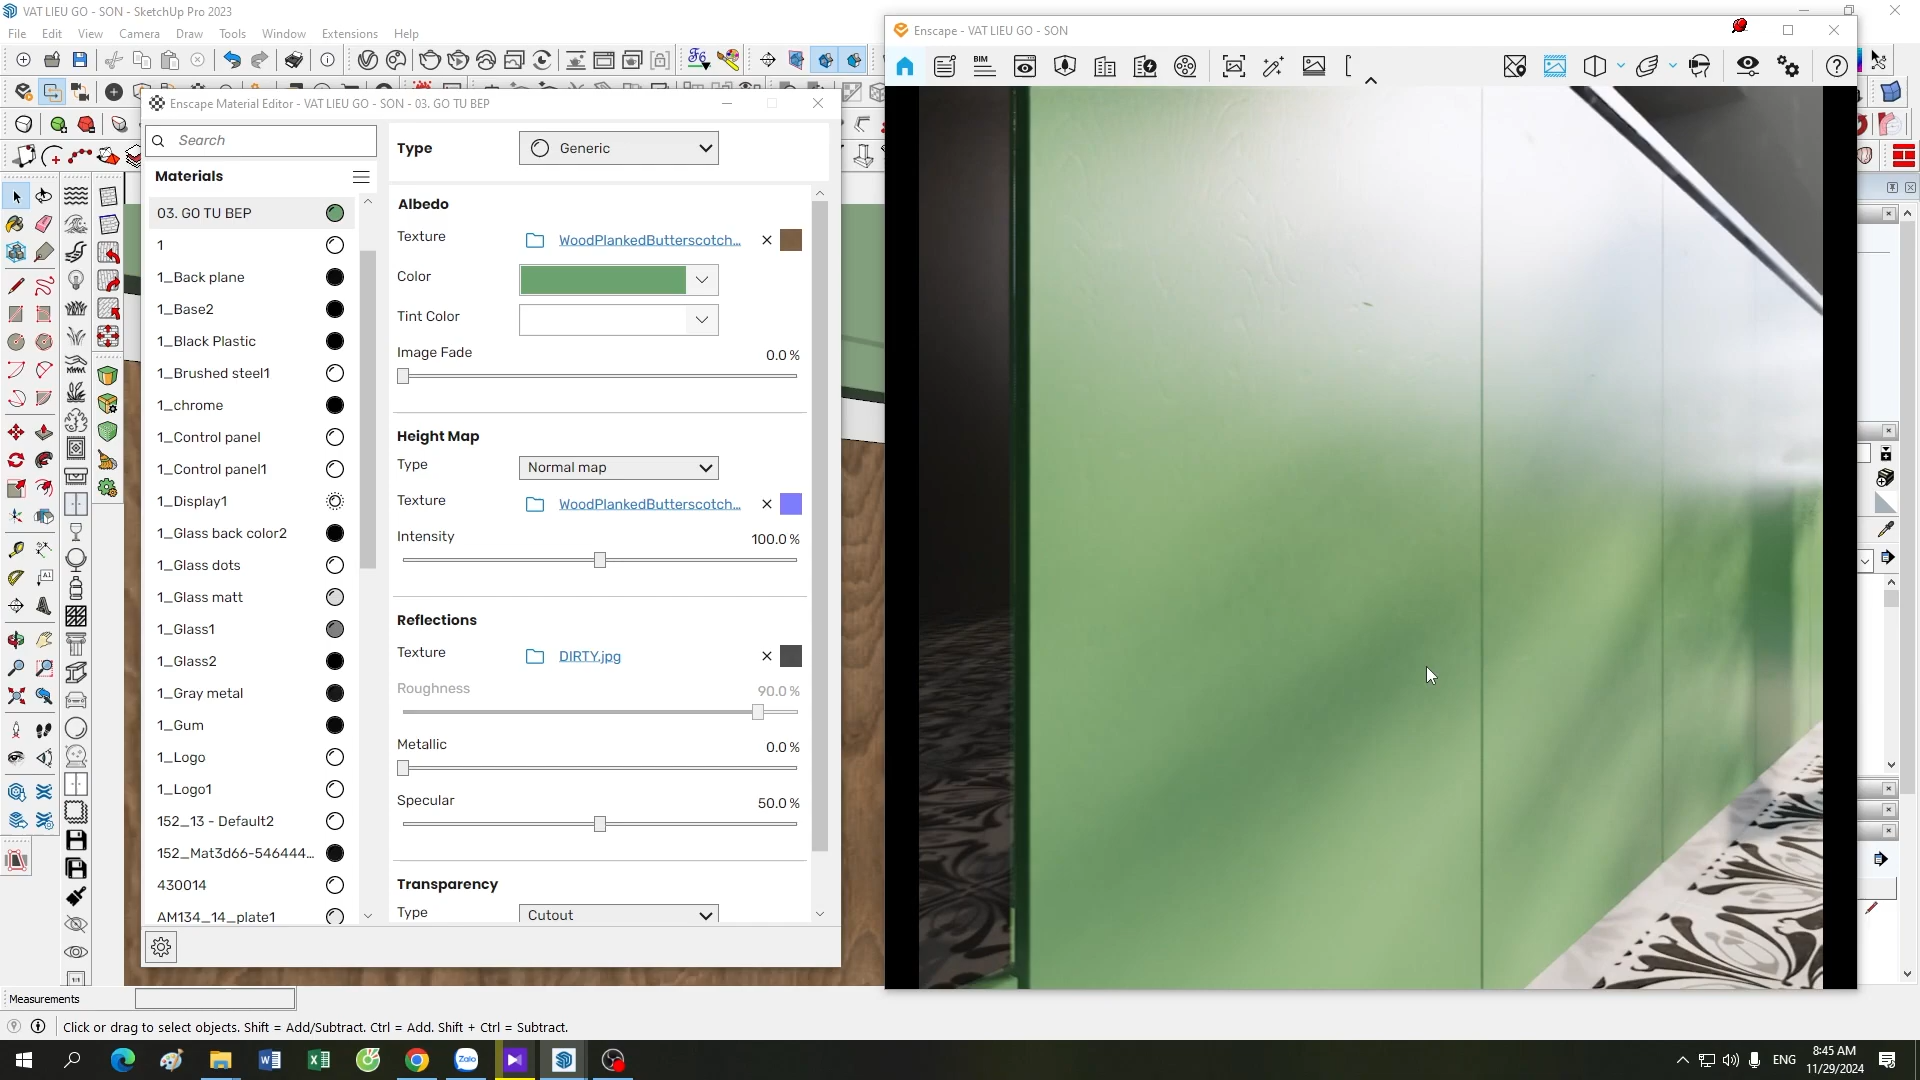 VAT LIEU GO - SON - SketchUp Pro 2023
File Edit View Camera Draw Tools Window Extensions Help
Enscape - VAT LIEU GO - SON
BIM
Enscape Material Editor - VAT LIEU GO - SON - 03. GO TU BEP
Search
Materials
03. GO TU BEP
1
1_Back plane
1_Base2
1_Black Plastic
1_Brushed steel1
1_chrome
1_Control panel
1_Control panel1
1_Display1
1_Glass back color2
1_Glass dots
1_Glass matt
1_Glass1
1_Glass2
1_Gray metal
1_Gum
1_Logo
1_Logo1
152_13 - Default2
152_Mat3d66-546444...
430014
AM134_14_plate1
Type Generic
Albedo
Texture WoodPlankedButterscotch...
Color
Tint Color
Image Fade 0.0 %
Height Map
Type Normal map
Texture WoodPlankedButterscotch...
Intensity 100.0 %
Reflections
Texture DIRTY.jpg
Roughness 90.0 %
Metallic 0.0 %
Specular 50.0 %
Transparency
Type Cutout
Measurements
Click or drag to select objects. Shift = Add/Subtract. Ctrl = Add. Shift + Ctrl = Subtract.
Zalo
ENG
8:45 AM
11/29/2024